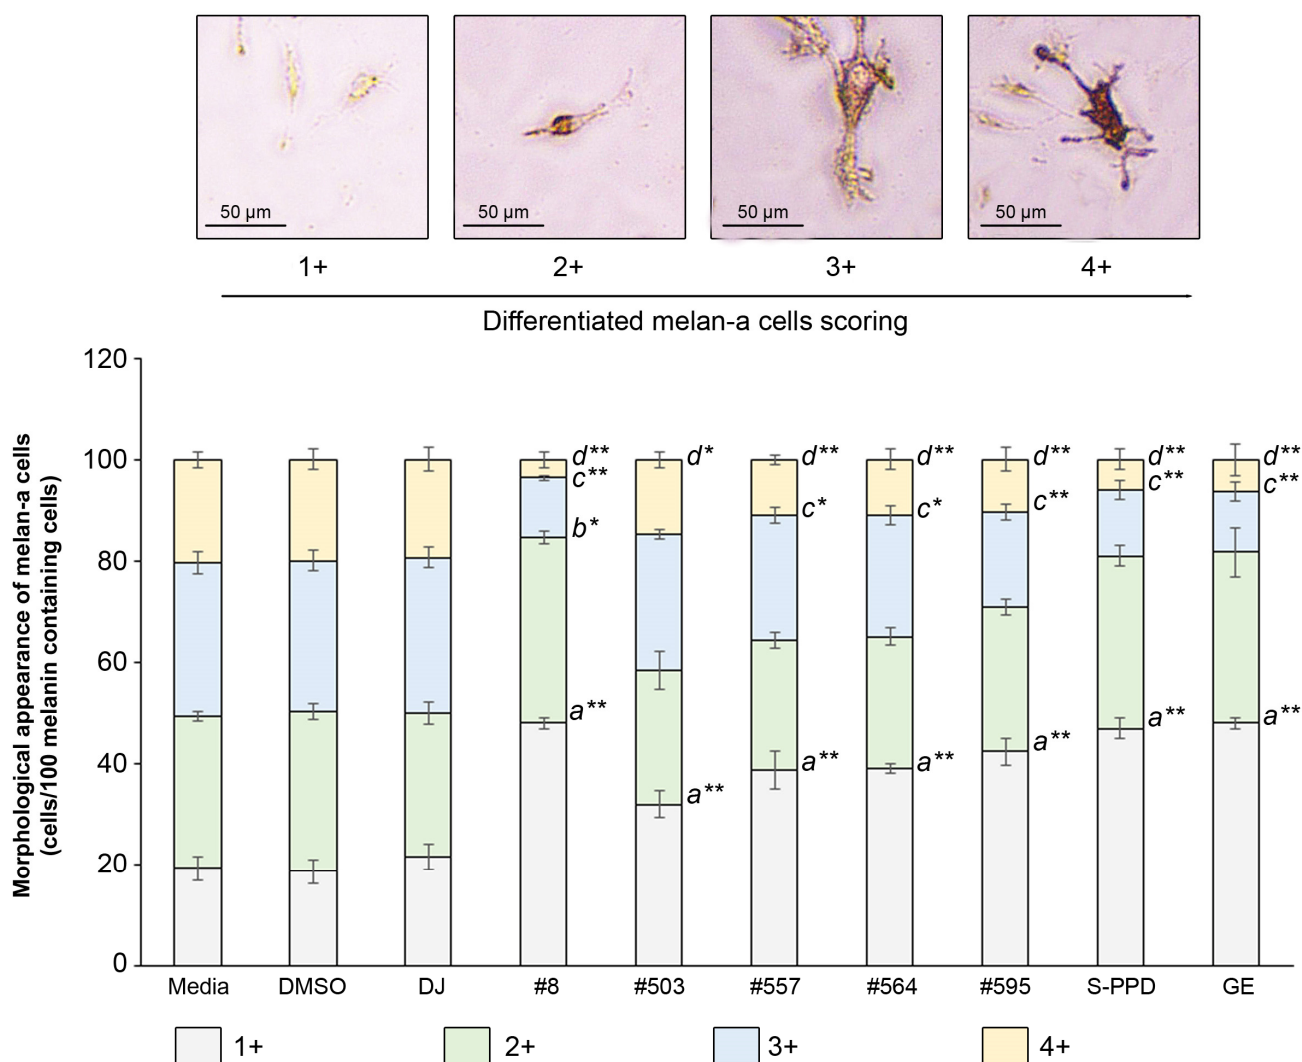 50 μm
50 μm
50 μm
50 μm
1+
2+
3+
4+
Differentiated melan-a cells scoring
Morphological appearance of melan-a cells
(cells/100 melanin containing cells)
120
100
80
60
40
20
0
d**
c**
b*
a**
d*
a**
d**
c*
a**
d**
c*
a**
d**
c**
a**
d**
c**
a**
d**
c**
a**
Media
DMSO
DJ
#8
#503
#557
#564
#595
S-PPD
GE
1+
2+
3+
4+